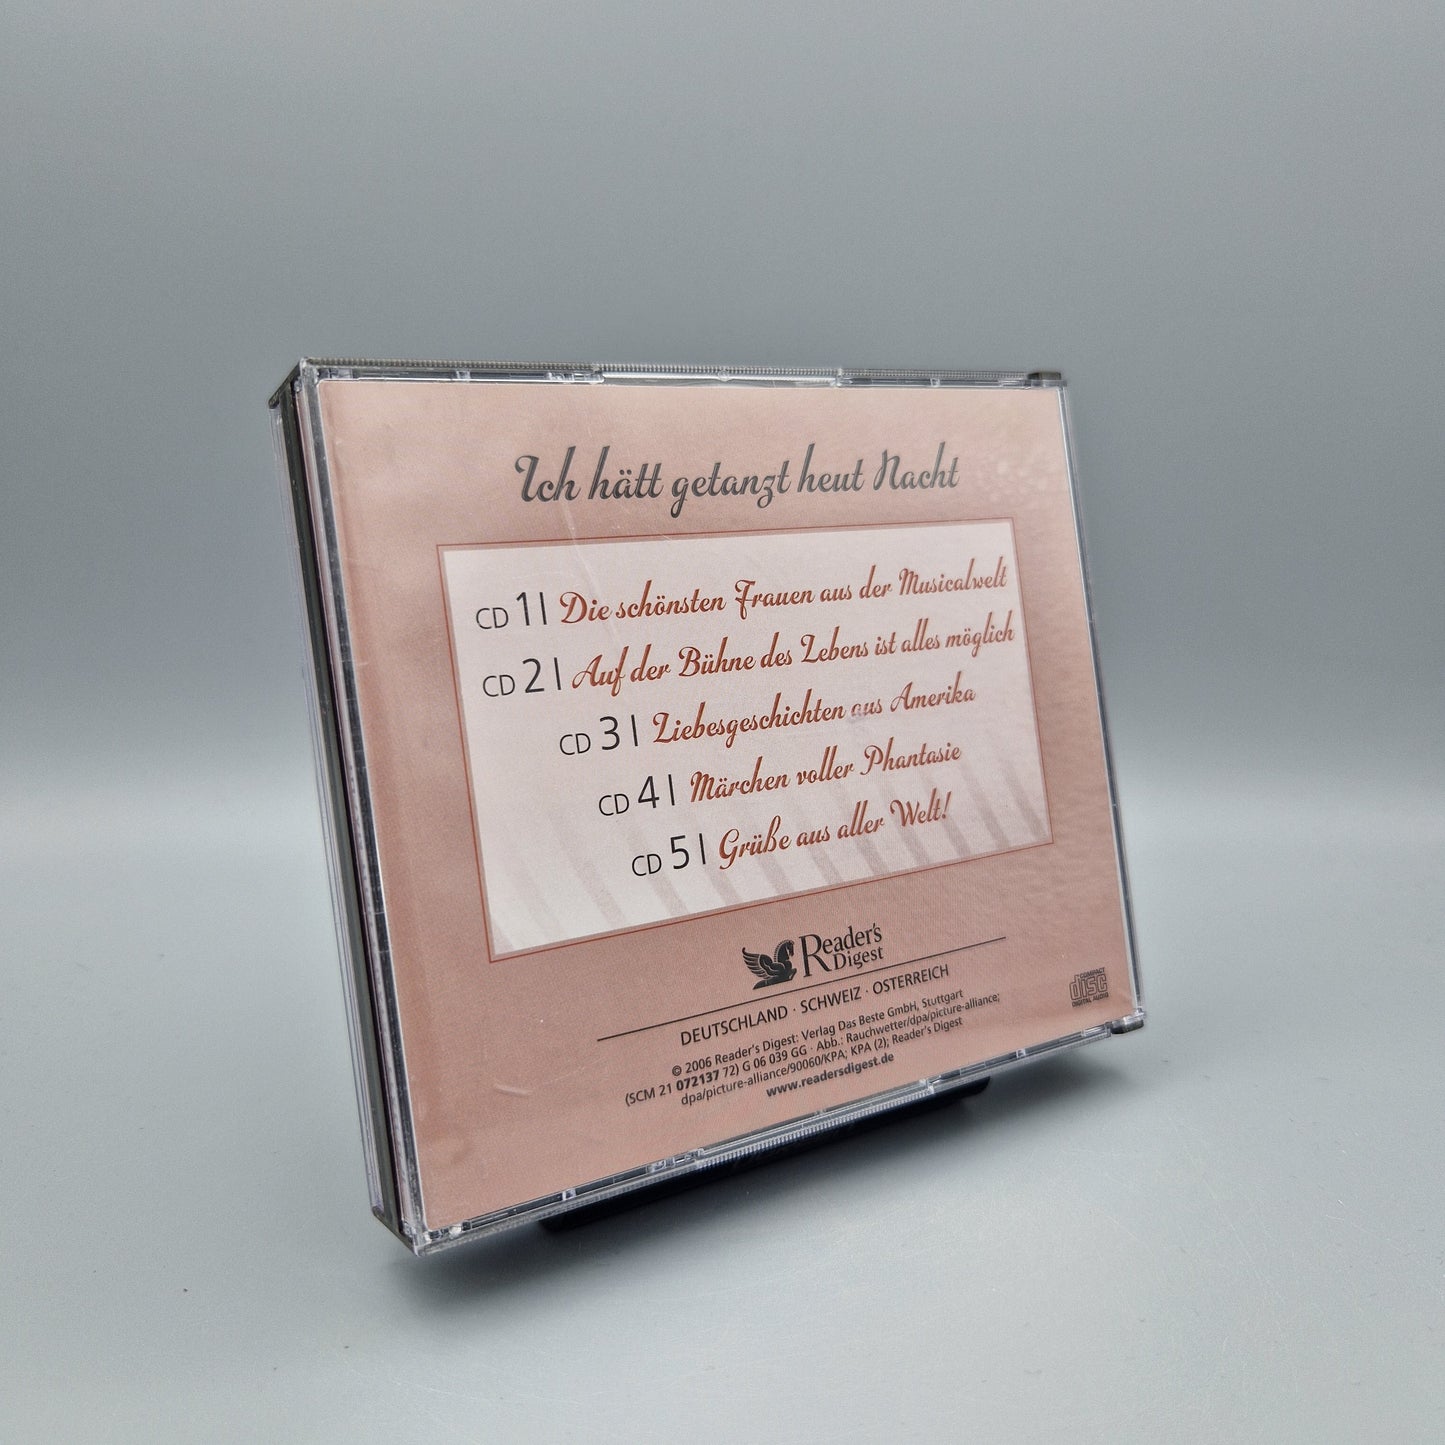 Ich hätt getanzt heut Nacht
CD 1 | Die schönsten Frauen aus der Musicalwelt
CD 2 | Auf der Bühne des Lebens ist alles möglich
CD 3 | Liebesgeschichten aus Amerika
CD 4 | Märchen voller Phantasie
CD 5 | Grüße aus aller Welt!
Reader's
Digest
DEUTSCHLAND · SCHWEIZ · ÖSTERREICH
© 2006 Reader's Digest: Verlag Das Beste GmbH, Stuttgart
(SCM 21 072137 72) G 06 039 GG · Abb.: Rauchwetter/dpa/picture-alliance;
dpa/picture-alliance/90060/KPA; KPA (2); Reader's Digest
www.readersdigest.de
COMPACT
disc
DIGITAL AUDIO